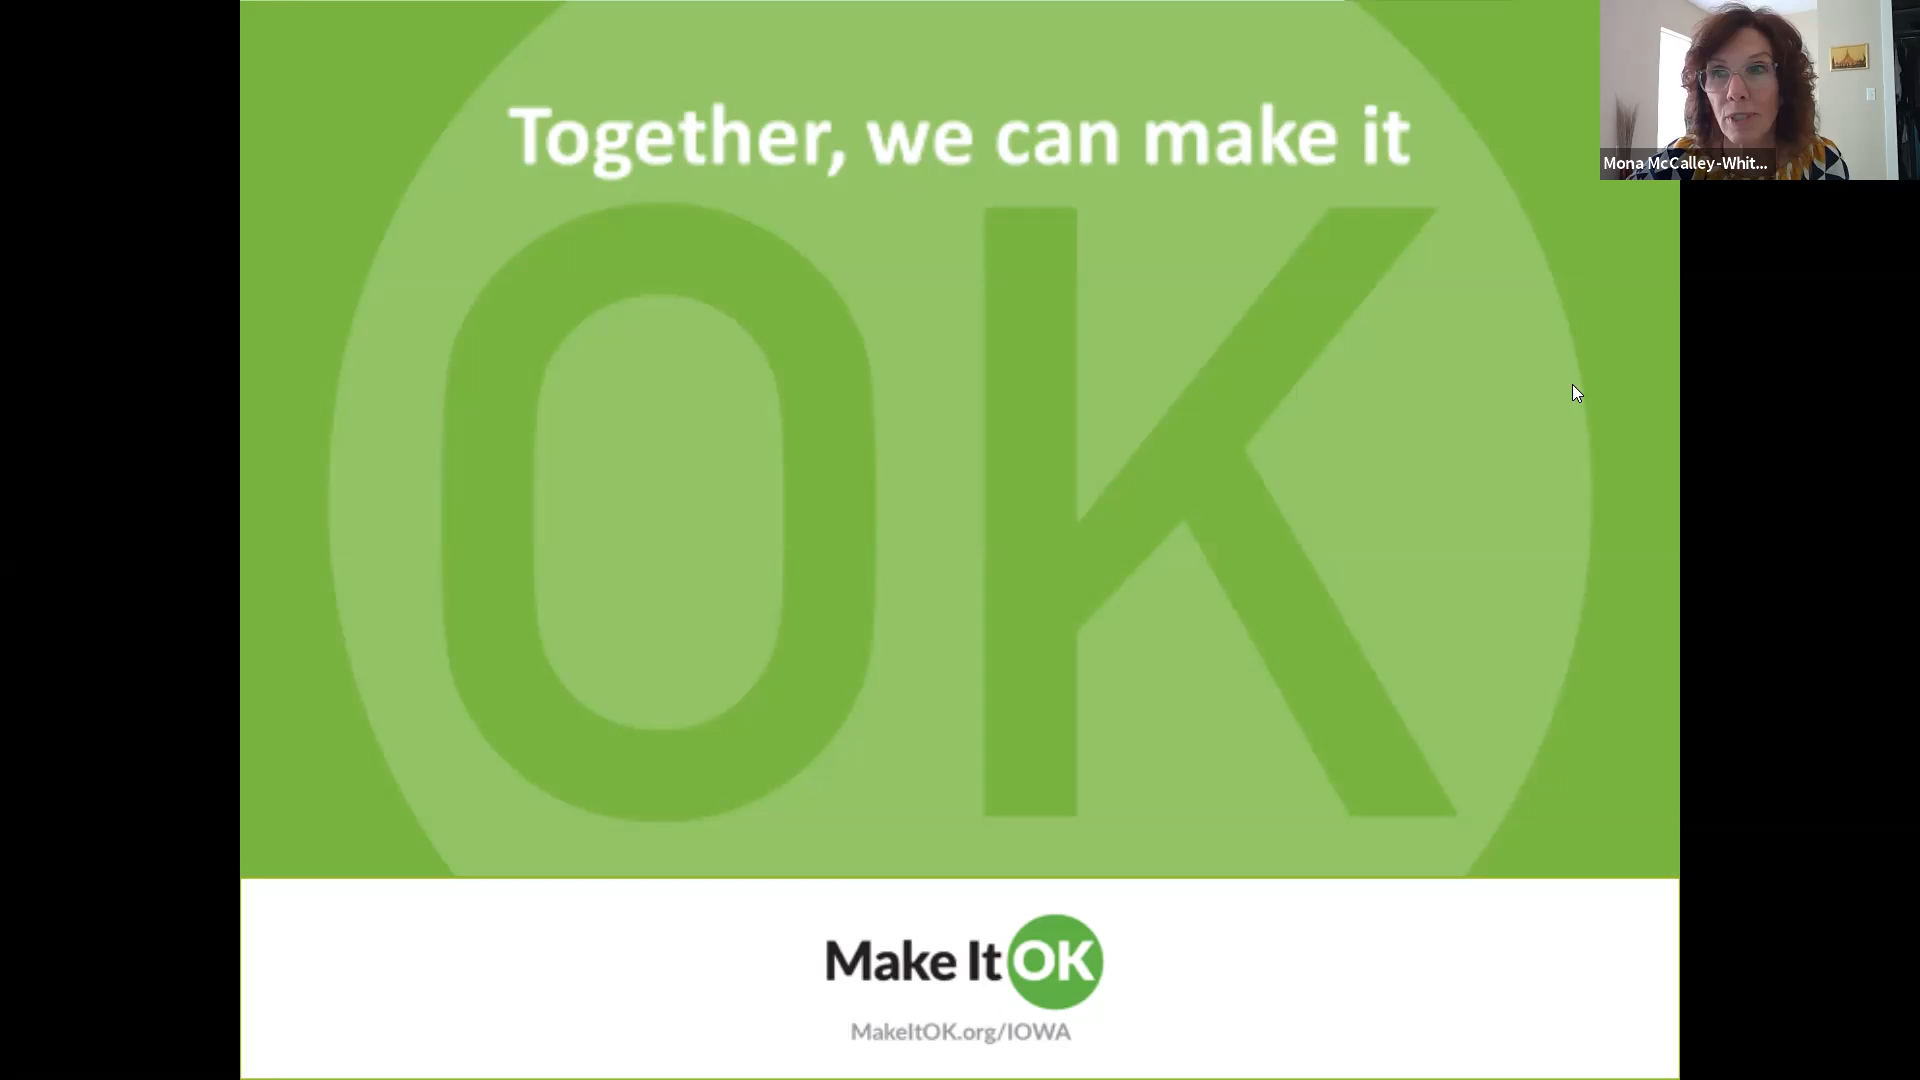 Together, we can make it
OK
Mona McCalley-Whit...
Make It OK
MakeItOK.org/IOWA